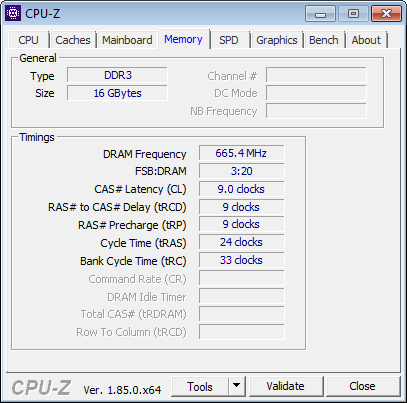 CPU-Z
CPU Caches Mainboard Memory SPD Graphics Bench About
General
Type DDR3 Channel #
Size 16 GBytes DC Mode
NB Frequency
Timings
DRAM Frequency 665.4 MHz
FSB:DRAM 3:20
CAS# Latency (CL) 9.0 clocks
RAS# to CAS# Delay (tRCD) 9 clocks
RAS# Precharge (tRP) 9 clocks
Cycle Time (tRAS) 24 clocks
Bank Cycle Time (tRC) 33 clocks
Command Rate (CR)
DRAM Idle Timer
Total CAS# (tRDRAM)
Row To Column (tRCD)
CPU-Z Ver. 1.85.0.x64 Tools Validate Close